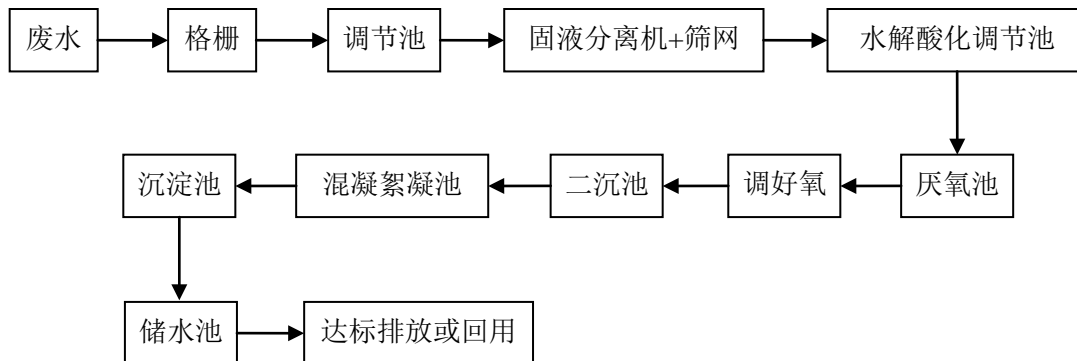 废水
格栅
调节池
固液分离机+筛网
水解酸化调节池
厌氧池
调好氧
二沉池
混凝絮凝池
沉淀池
储水池
达标排放或回用